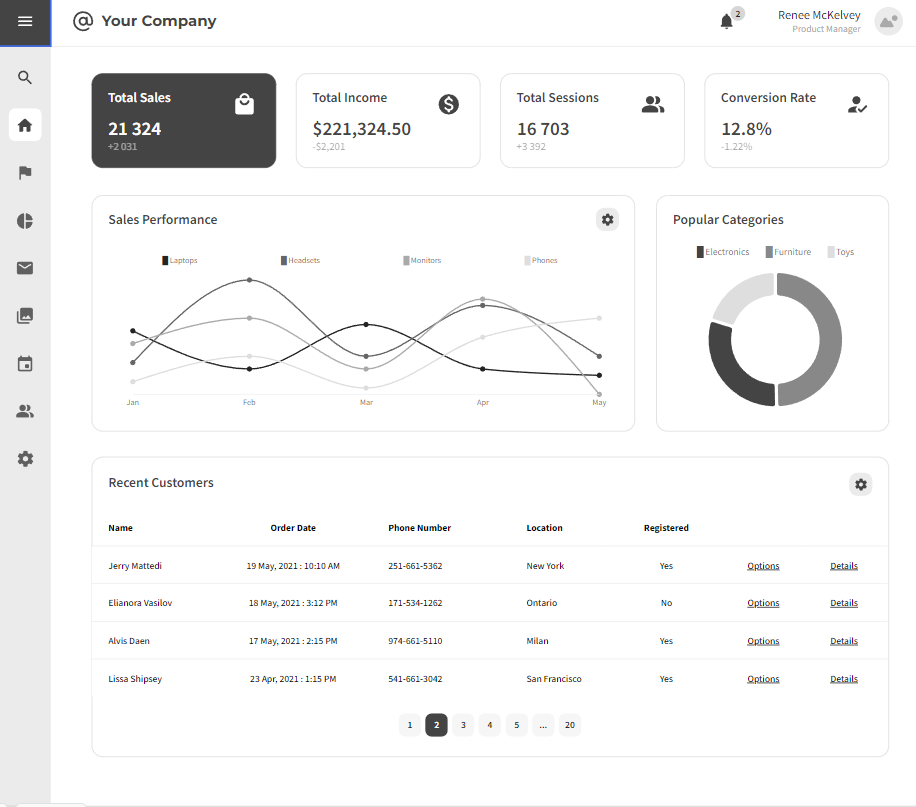 @ Your Company
2
Renee McKelvey
Product Manager
Total Sales
21 324
+2 031
Total Income
$221,324.50
-$2,201
Total Sessions
16 703
+3 392
Conversion Rate
12.8%
-1.22%
Sales Performance
Laptops Headsets Monitors Phones
Jan Feb Mar Apr May
Popular Categories
Electronics Furniture Toys
Recent Customers
Name Order Date Phone Number Location Registered
Jerry Mattedi 19 May, 2021 : 10:10 AM 251-661-5362 New York Yes Options Details
Elianora Vasilov 18 May, 2021 : 3:12 PM 171-534-1262 Ontario No Options Details
Alvis Daen 17 May, 2021 : 2:15 PM 974-661-5110 Milan Yes Options Details
Lissa Shipsey 23 Apr, 2021 : 1:15 PM 541-661-3042 San Francisco Yes Options Details
1 2 3 4 5 ... 20